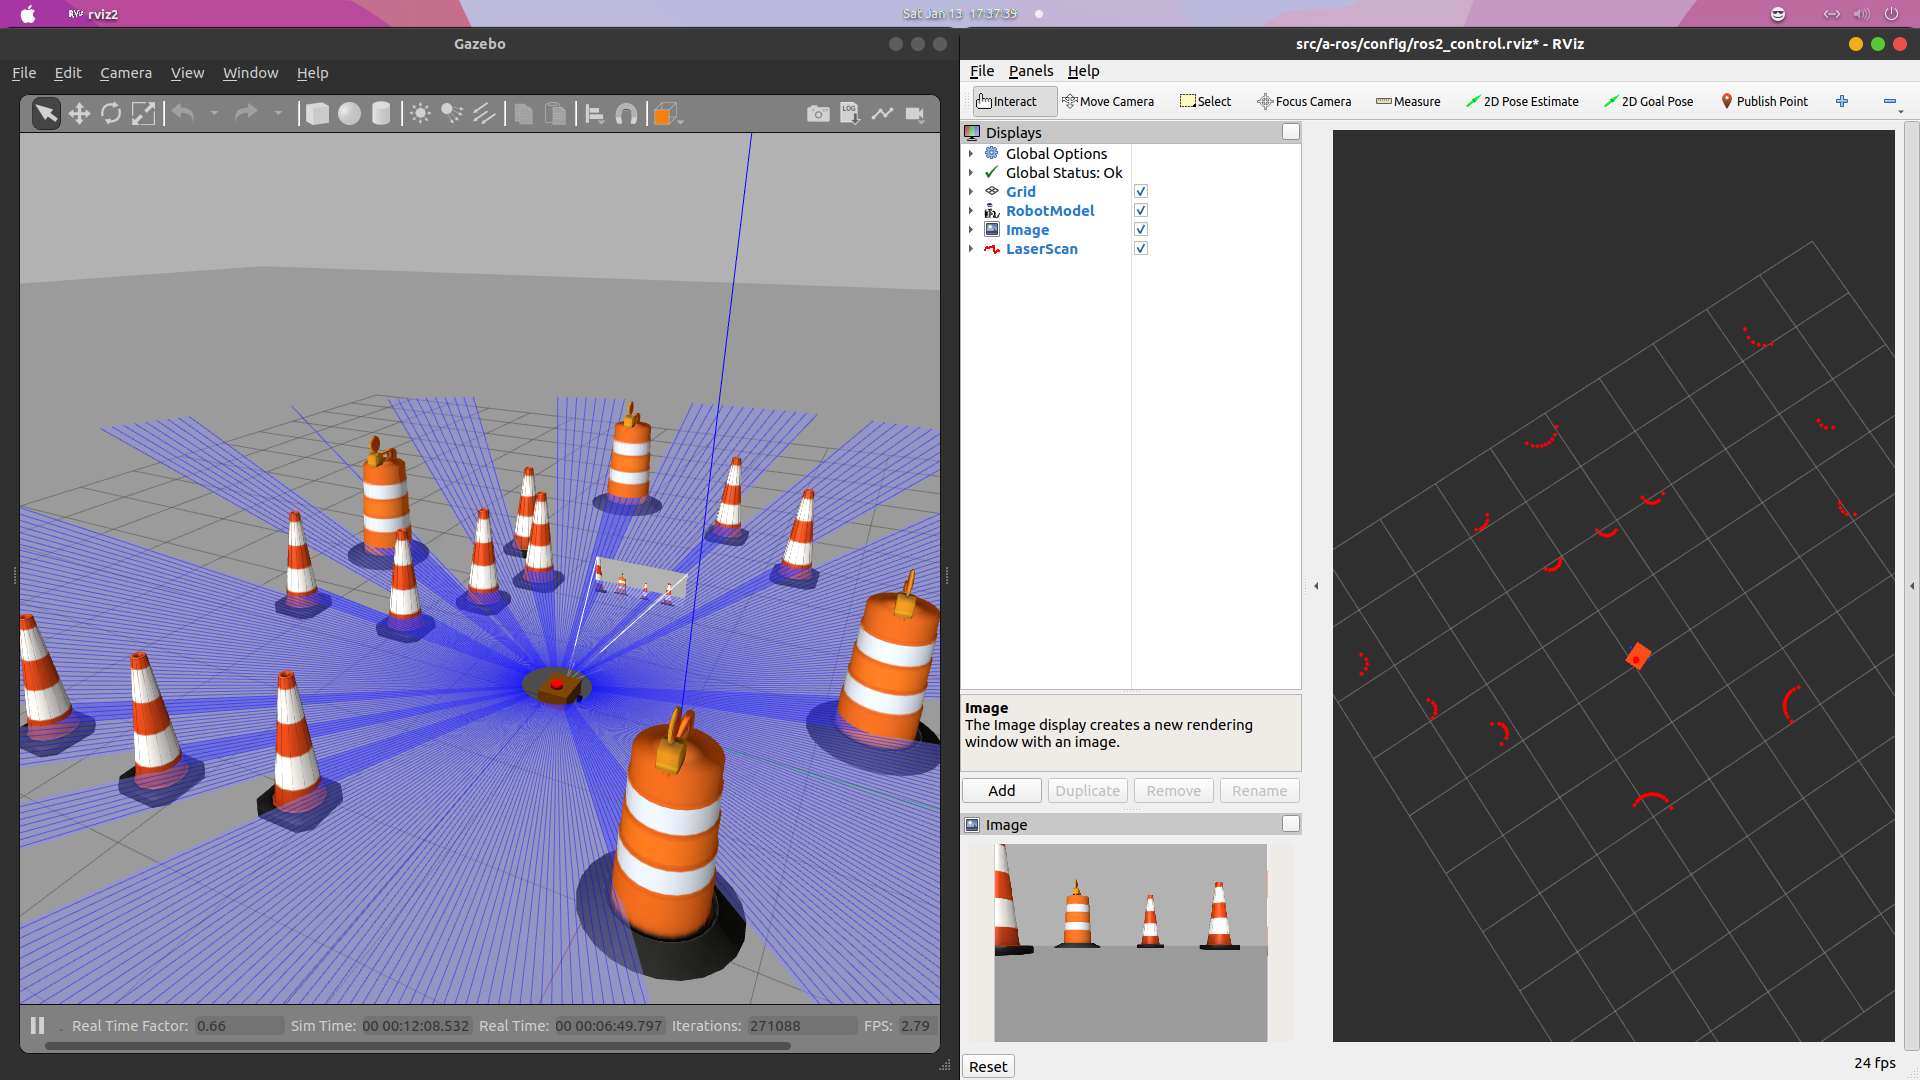 rviz2
Sat Jan 13 17:37:39
Gazebo
File Edit Camera View Window Help
LOG
Real Time Factor: 0.66 Sim Time: 00 00:12:08.532 Real Time: 00 00:06:49.797 Iterations: 271088 FPS: 2.79
src/a-ros/config/ros2_control.rviz* - RViz
File Panels Help
Interact Move Camera Select Focus Camera Measure 2D Pose Estimate 2D Goal Pose Publish Point
Displays
Global Options
Global Status: Ok
Grid
RobotModel
Image
LaserScan
Image
The Image display creates a new rendering
window with an image.
Add Duplicate Remove Rename
Image
Reset
24 fps